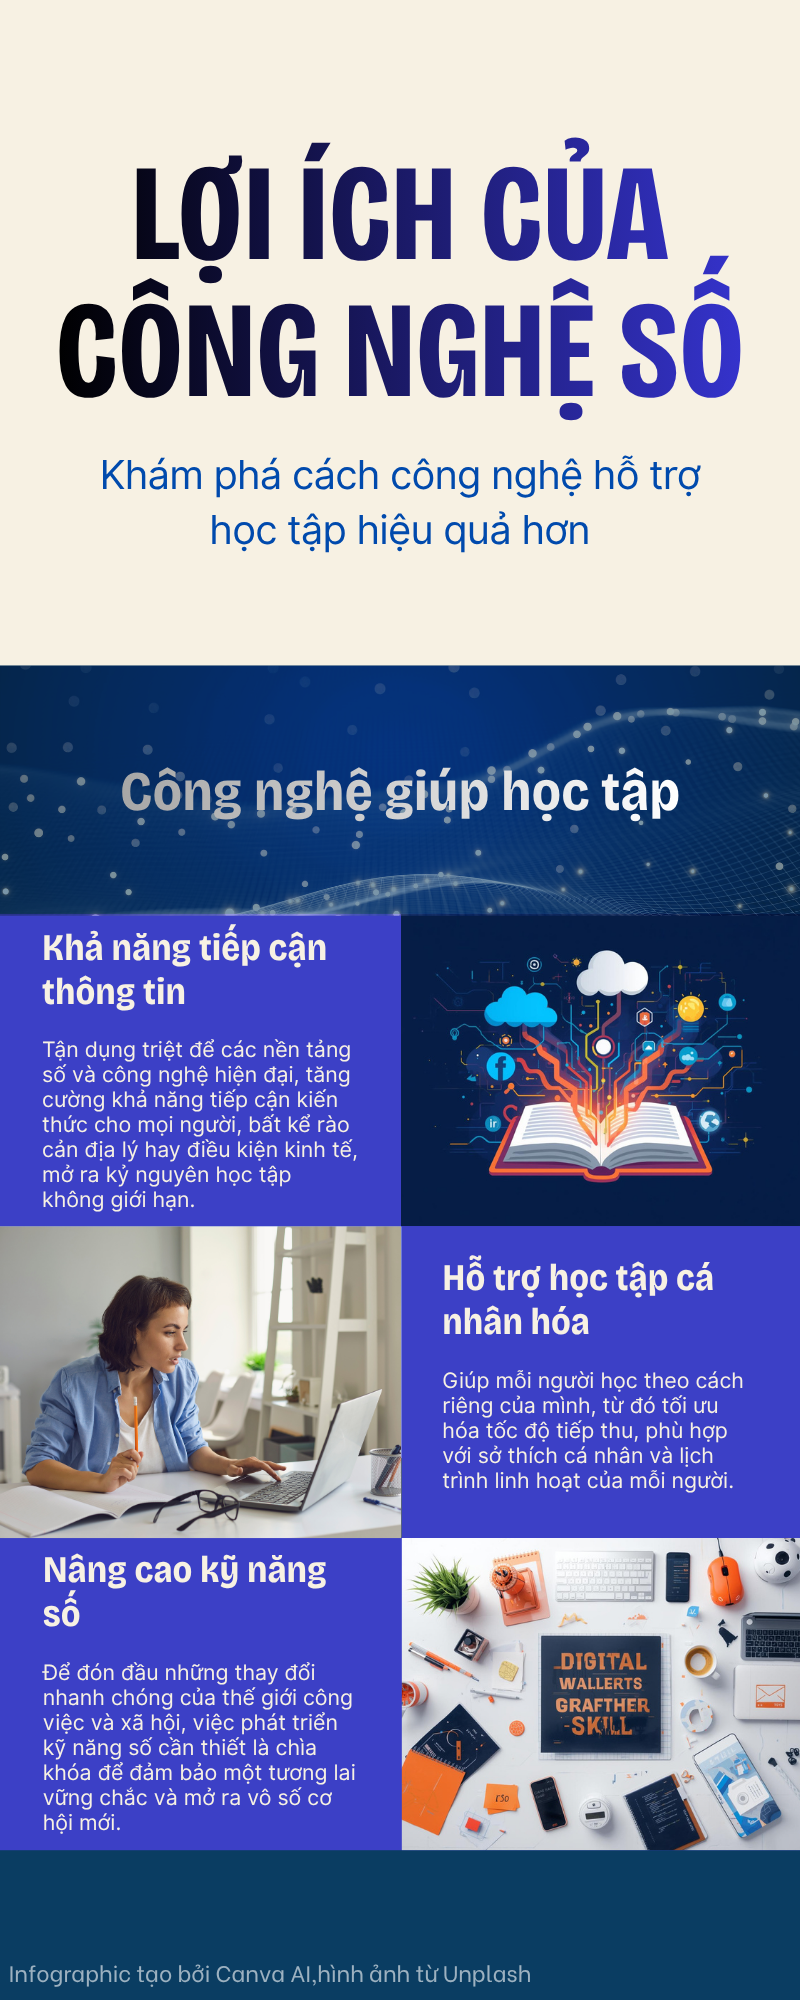 LỢI ÍCH CỦA
CÔNG NGHỆ SỐ
Khám phá cách công nghệ hỗ trợ
học tập hiệu quả hơn
Công nghệ giúp học tập
Khả năng tiếp cận
thông tin
Tận dụng triệt để các nền tảng
số và công nghệ hiện đại, tăng
cường khả năng tiếp cận kiến
thức cho mọi người, bất kể rào
cản địa lý hay điều kiện kinh tế,
mở ra kỷ nguyên học tập
không giới hạn.
Hỗ trợ học tập cá
nhân hóa
Giúp mỗi người học theo cách
riêng của mình, từ đó tối ưu
hóa tốc độ tiếp thu, phù hợp
với sở thích cá nhân và lịch
trình linh hoạt của mỗi người.
Nâng cao kỹ năng
số
Để đón đầu những thay đổi
nhanh chóng của thế giới công
việc và xã hội, việc phát triển
kỹ năng số cần thiết là chìa
khóa để đảm bảo một tương lai
vững chắc và mở ra vô số cơ
hội mới.
DIGITAL
WALLERTS
GRAFTHER
SKILL
Infographic tạo bởi Canva AI,hình ảnh từ Unplash